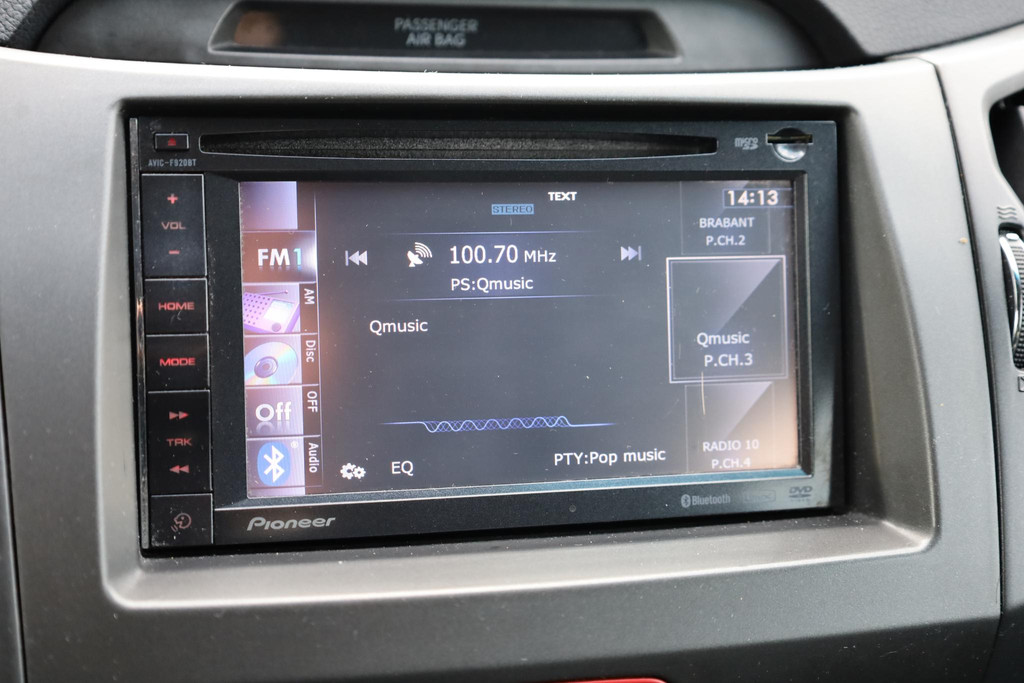 PASSENGER
AIR BAG
microSD
AVIC-F920BT
+
VOL
-
HOME
MODE
TRK
FM1
AM
Disc
Off
OFF
Audio
TEXT
STEREO
14:13
100.70 MHz
PS:Qmusic
Qmusic
EQ
PTY:Pop music
BRABANT
P.CH.2
Qmusic
P.CH.3
RADIO 10
P.CH.4
Pioneer
Bluetooth
DVD